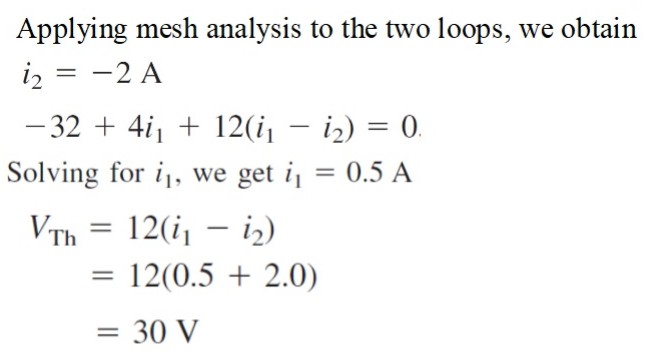 Applying mesh analysis to the two loops, we obtain
i₂ = −2 A
−32 + 4i₁ + 12(i₁ − i₂) = 0.
Solving for i₁, we get i₁ = 0.5 A
V_Th = 12(i₁ − i₂)
= 12(0.5 + 2.0)
= 30 V